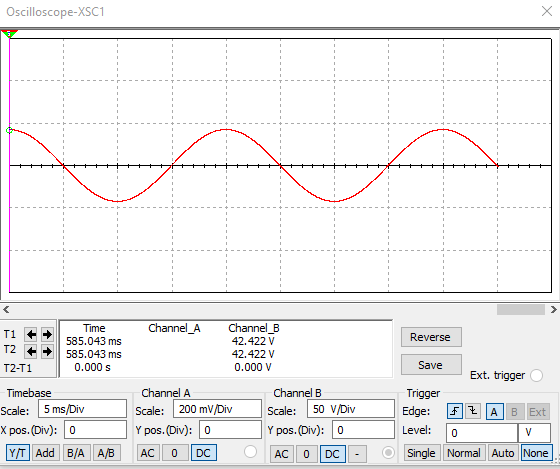 Oscilloscope-XSC1
Time Channel_A Channel_B
T1 585.043 ms 42.422 V
T2 585.043 ms 42.422 V
T2-T1 0.000 s 0.000 V
Reverse
Save
Ext. trigger
Timebase
Scale: 5 ms/Div
X pos.(Div): 0
Y/T Add B/A A/B
Channel A
Scale: 200 mV/Div
Y pos.(Div): 0
AC 0 DC
Channel B
Scale: 50 V/Div
Y pos.(Div): 0
AC 0 DC -
Trigger
Edge: A B Ext
Level: 0 V
Single Normal Auto None